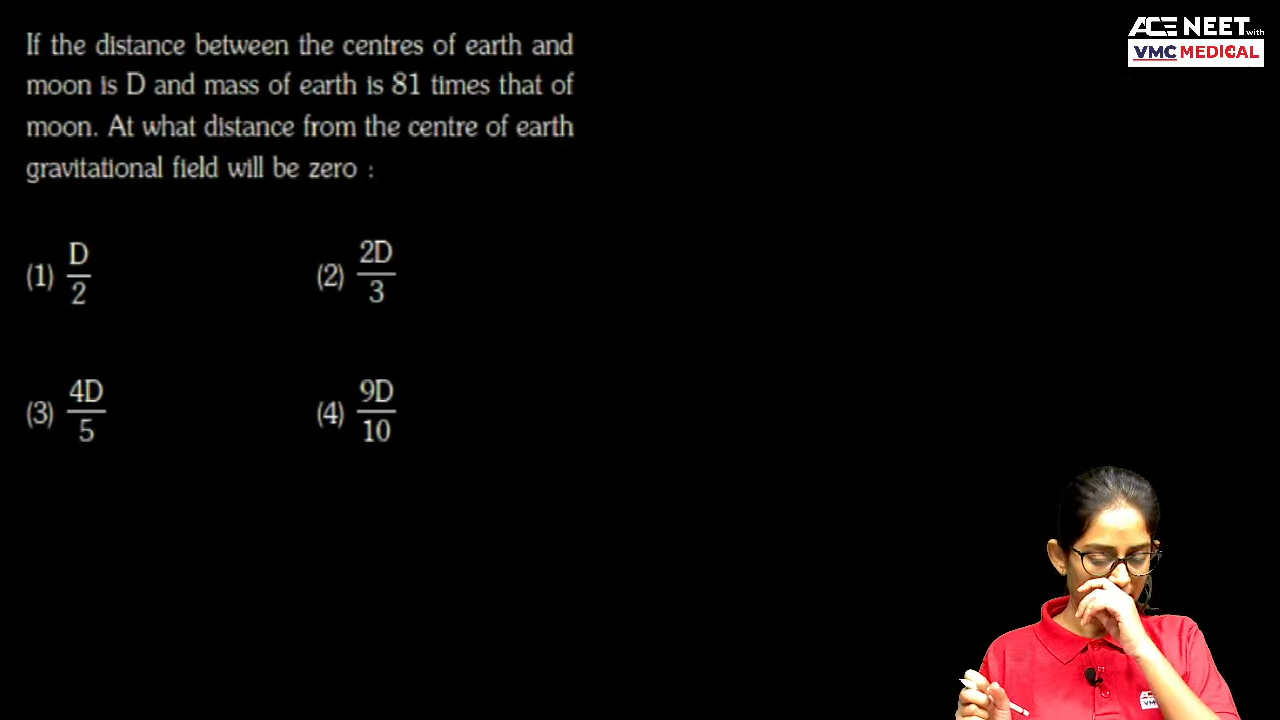 If the distance between the centres of earth and
moon is D and mass of earth is 81 times that of
moon. At what distance from the centre of earth
gravitational field will be zero :
(1) D/2 (2) 2D/3
(3) 4D/5 (4) 9D/10
ACE NEET with
VMC MEDICAL
ACE
VM